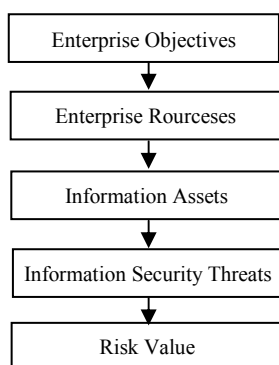 Enterprise Objectives
Enterprise Rourceses
Information Assets
Information Security Threats
Risk Value